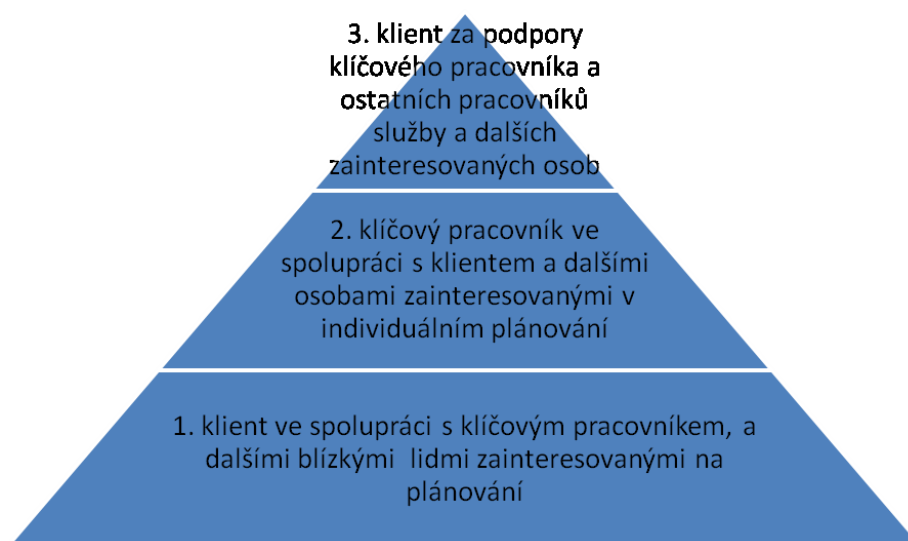 3. klient za podpory
klíčového pracovníka a
ostatních pracovníků
služby a dalších
zainteresovaných osob
2. klíčový pracovník ve
spolupráci s klientem a dalšími
osobami zainteresovanými v
individuálním plánování
1. klient ve spolupráci s klíčovým pracovníkem, a
dalšími blízkými  lidmi zainteresovanými na
plánování